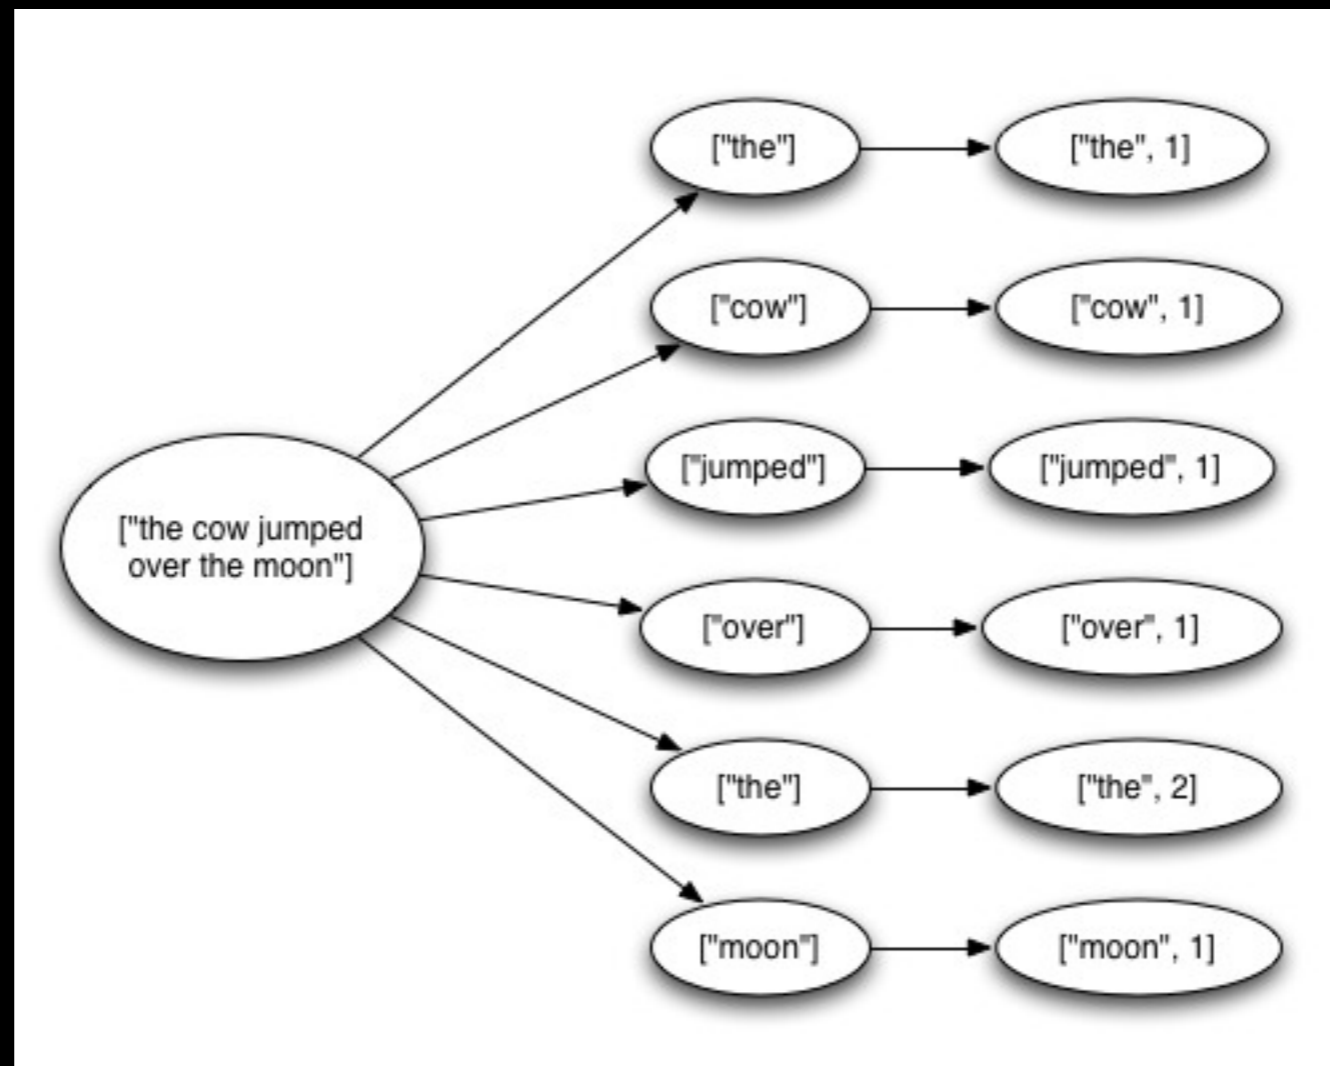 ["the"]
["the", 1]
["cow"]
["cow", 1]
["jumped"]
["jumped", 1]
["the cow jumped
over the moon"]
["over"]
["over", 1]
["the"]
["the", 2]
["moon"]
["moon", 1]